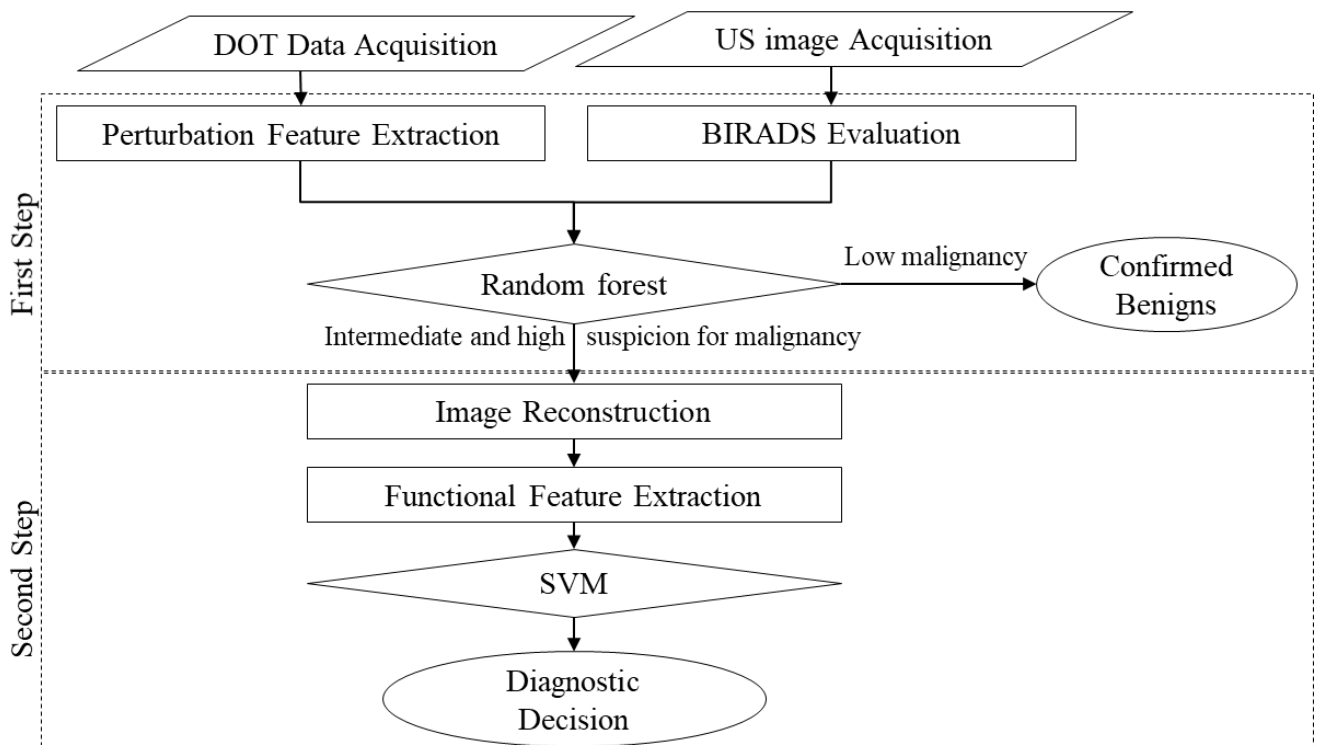 DOT Data Acquisition
US image Acquisition
Perturbation Feature Extraction
BIRADS Evaluation
First Step
Random forest
Low malignancy
Confirmed
Benigns
Intermediate and high suspicion for malignancy
Second Step
Image Reconstruction
Functional Feature Extraction
SVM
Diagnostic
Decision